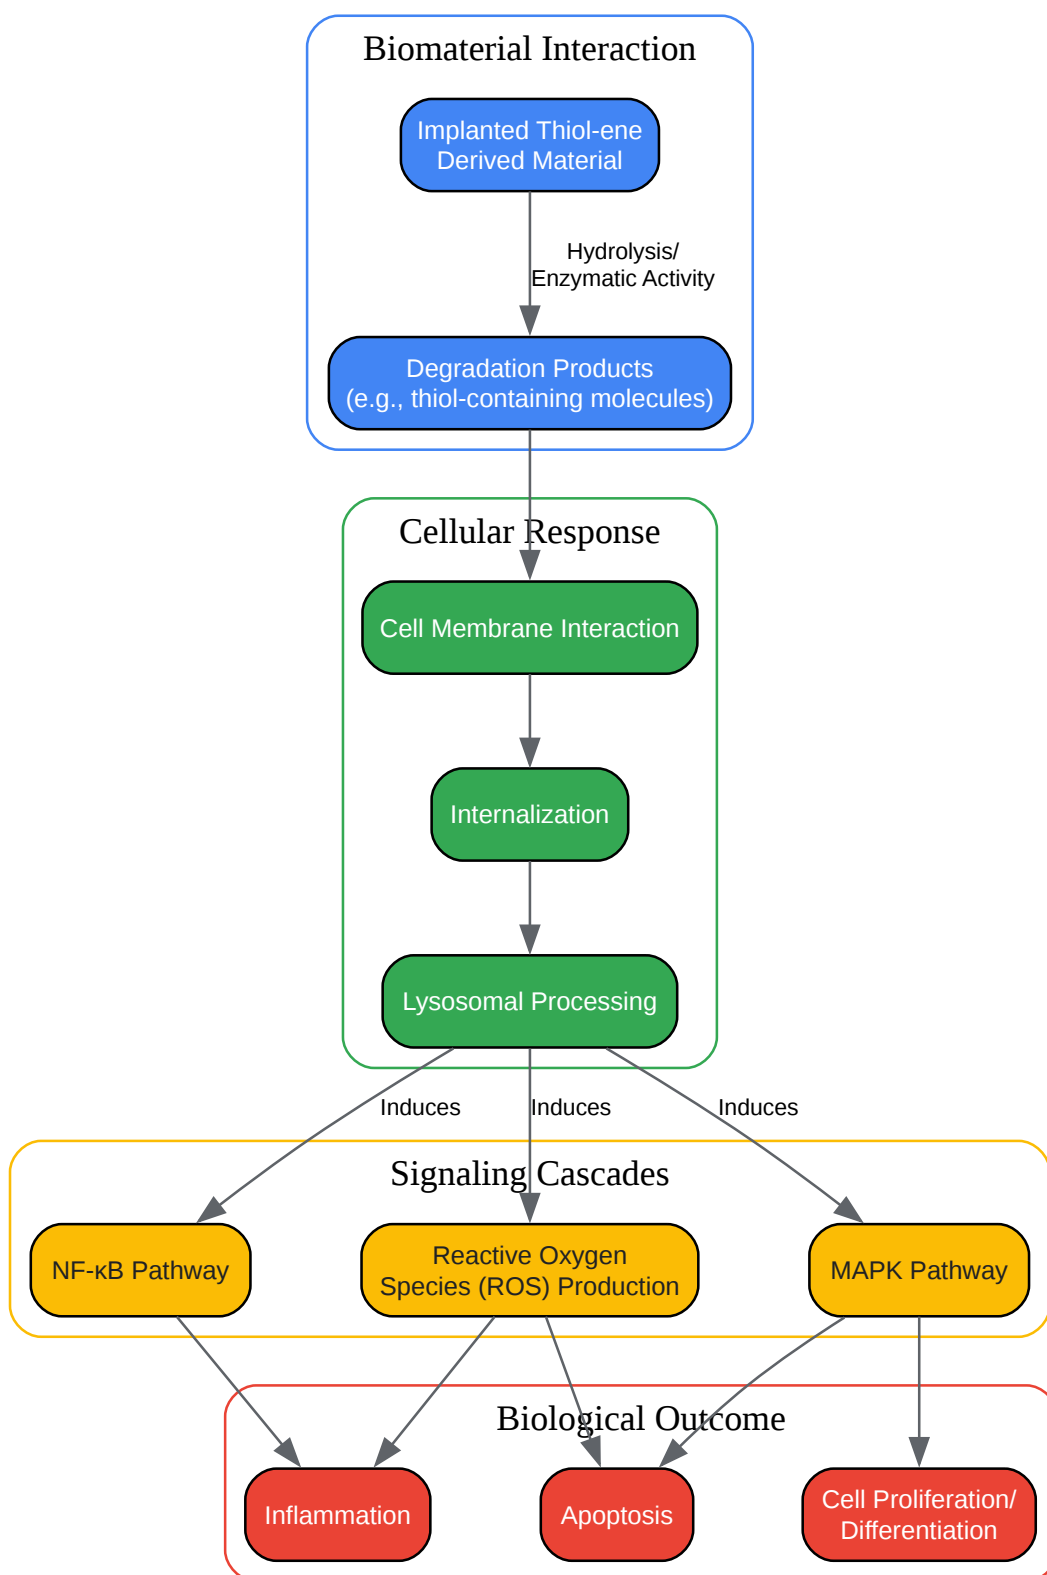 Biomaterial Interaction
Implanted Thiol-ene
Derived Material
Hydrolysis/
Enzymatic Activity
Degradation Products
(e.g., thiol-containing molecules)
Cellular Response
Cell Membrane Interaction
Internalization
Lysosomal Processing
Induces
Induces
Induces
Signaling Cascades
NF-κB Pathway
Reactive Oxygen
Species (ROS) Production
MAPK Pathway
Biological Outcome
Inflammation
Apoptosis
Cell Proliferation/
Differentiation